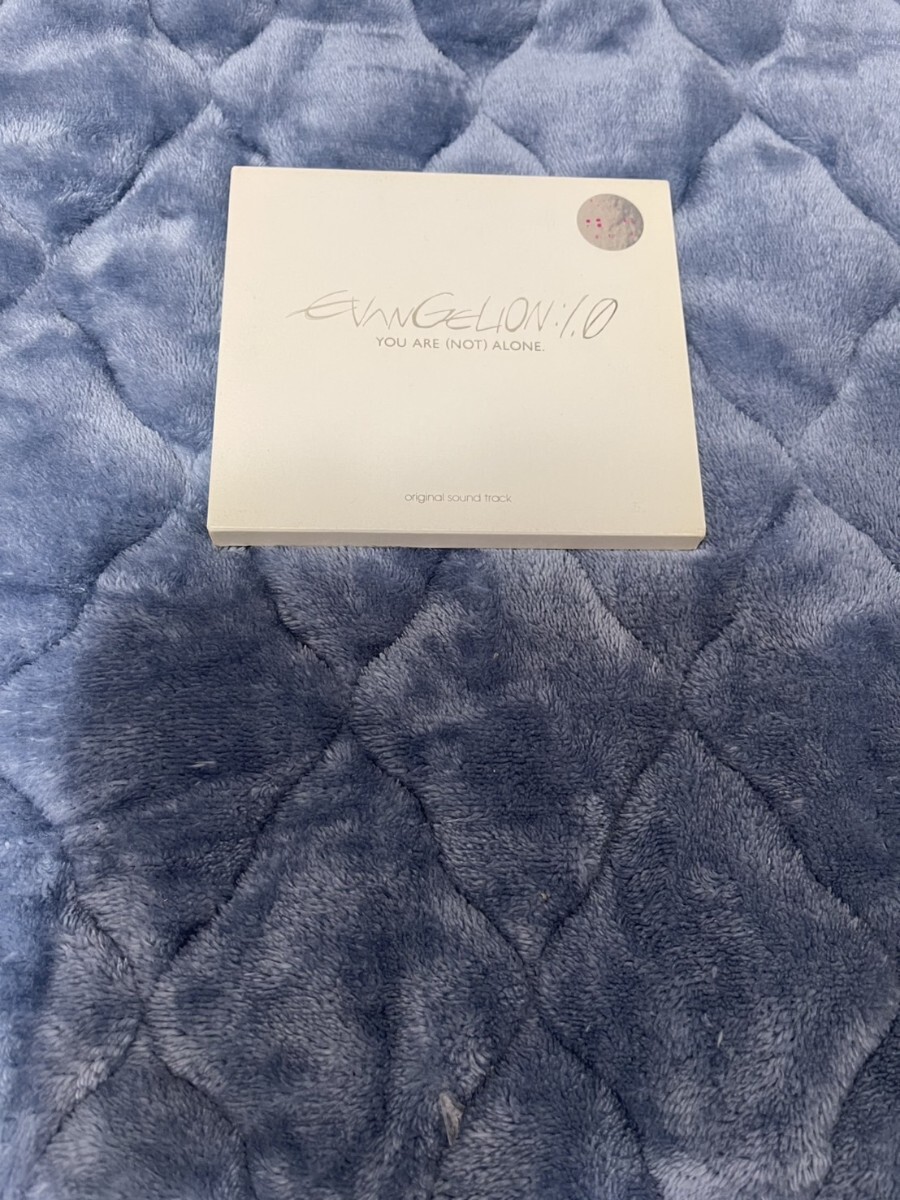 EVANGELION:1.0
YOU ARE (NOT) ALONE.
original sound track